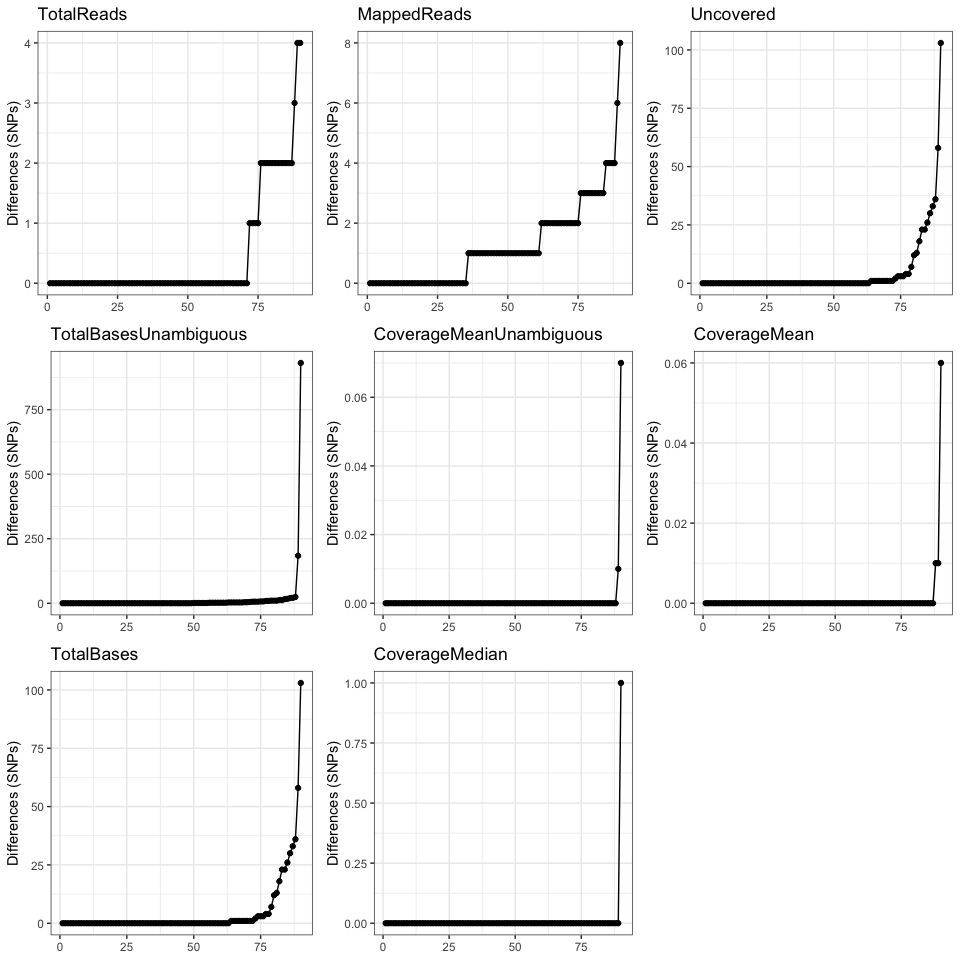 TotalReads
Differences (SNPs)
4
3
2
1
0
0 25 50 75
MappedReads
Differences (SNPs)
8
6
4
2
0
0 25 50 75
Uncovered
Differences (SNPs)
100
75
50
25
0
0 25 50 75
TotalBasesUnambiguous
Differences (SNPs)
750
500
250
0
0 25 50 75
CoverageMeanUnambiguous
Differences (SNPs)
0.06
0.04
0.02
0.00
0 25 50 75
CoverageMean
Differences (SNPs)
0.06
0.04
0.02
0.00
0 25 50 75
TotalBases
Differences (SNPs)
100
75
50
25
0
0 25 50 75
CoverageMedian
Differences (SNPs)
1.00
0.75
0.50
0.25
0.00
0 25 50 75